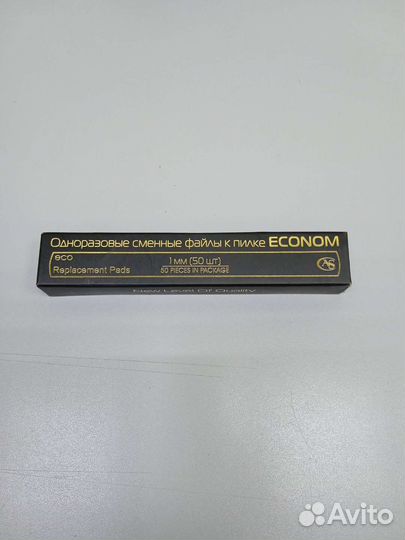 Одноразовые сменные файлы к пилке ECONOM
eco
1 мм (50 шт)
Replacement Pads
50 PIECES IN PACKAGE
New Level Of Quality
Avito